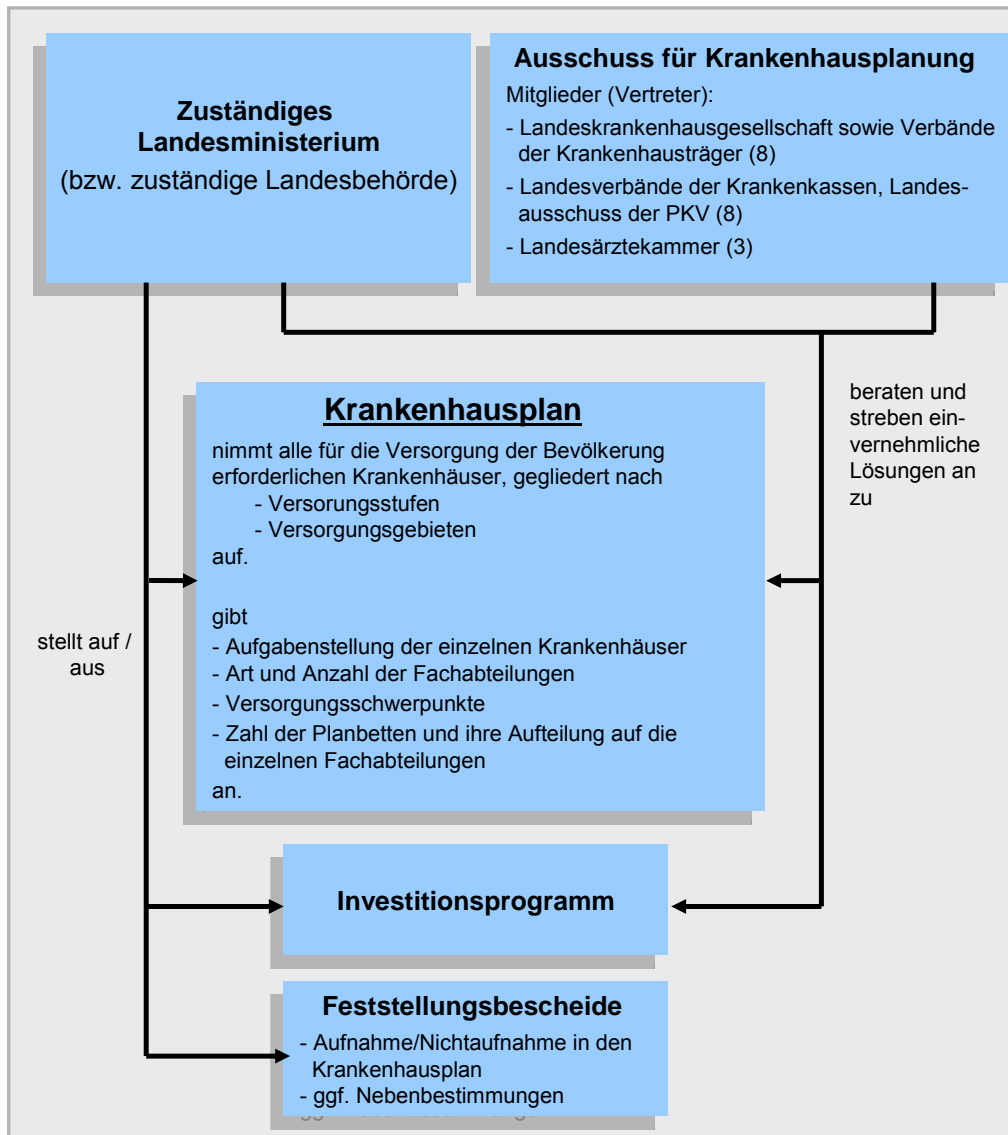 Zuständiges
Landesministerium
(bzw. zuständige Landesbehörde)
Ausschuss für Krankenhausplanung
Mitglieder (Vertreter):
- Landeskrankenhausgesellschaft sowie Verbände
der Krankenhausträger (8)
- Landesverbände der Krankenkassen, Landes-
ausschuss der PKV (8)
- Landesärztekammer (3)
Krankenhausplan
nimmt alle für die Versorgung der Bevölkerung
erforderlichen Krankenhäuser, gegliedert nach
- Versorungsstufen
- Versorgungsgebieten
auf.
gibt
- Aufgabenstellung der einzelnen Krankenhäuser
- Art und Anzahl der Fachabteilungen
- Versorgungsschwerpunkte
- Zahl der Planbetten und ihre Aufteilung auf die
einzelnen Fachabteilungen
an.
beraten und
streben ein-
vernehmliche
Lösungen an
zu
stellt auf /
aus
Investitionsprogramm
Feststellungsbescheide
- Aufnahme/Nichtaufnahme in den
Krankenhausplan
- ggf. Nebenbestimmungen